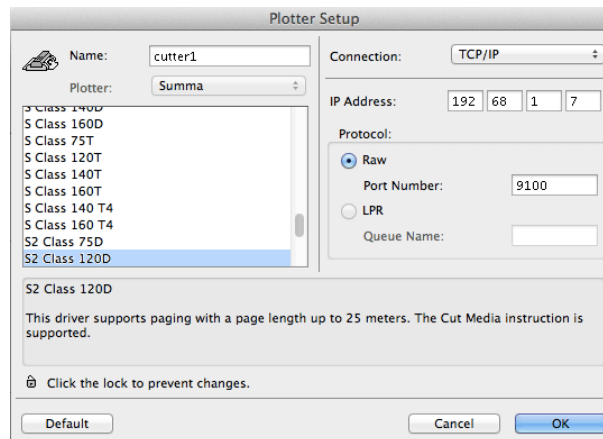 Plotter Setup
Name: cutter1
Plotter: Summa
S Class 140D
S Class 160D
S Class 75T
S Class 120T
S Class 140T
S Class 160T
S Class 140 T4
S Class 160 T4
S2 Class 75D
S2 Class 120D
Connection: TCP/IP
IP Address: 192 68 1 7
Protocol:
Raw
Port Number: 9100
LPR
Queue Name:
S2 Class 120D
This driver supports paging with a page length up to 25 meters. The Cut Media instruction is
supported.
Click the lock to prevent changes.
Default Cancel OK